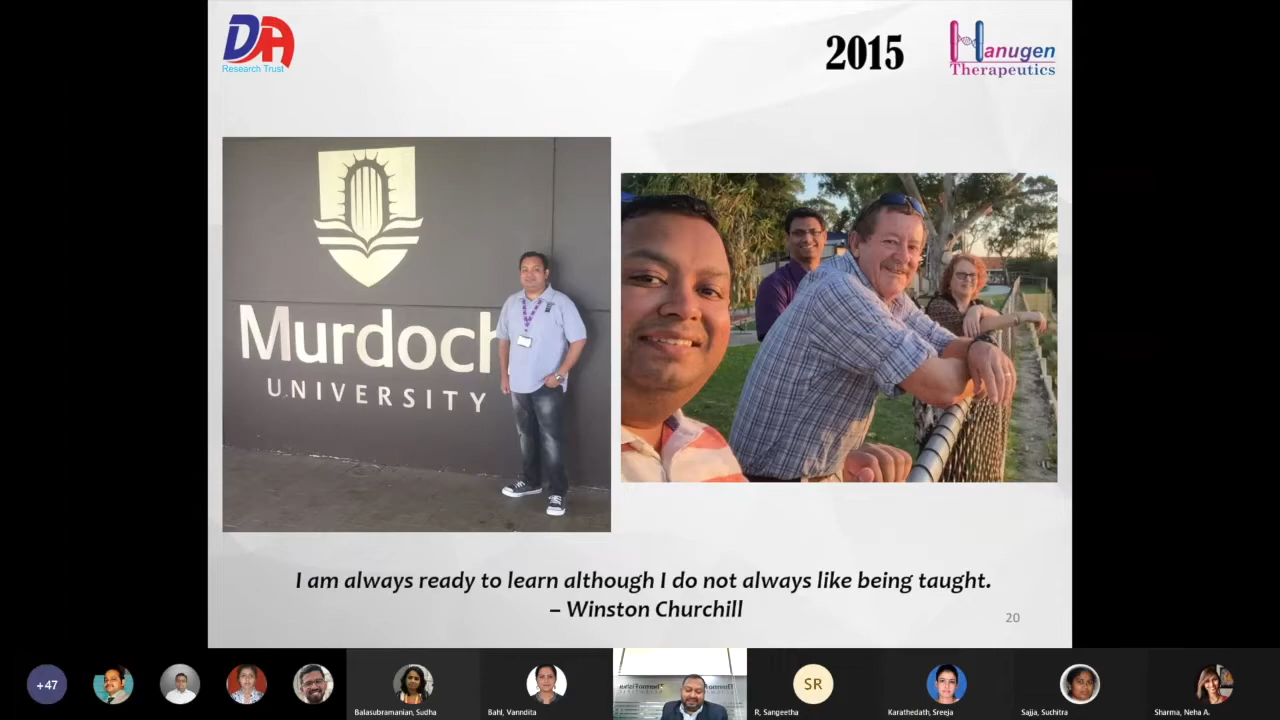 DA
Research Trust
2015
Hanugen
Therapeutics
Murdoch
UNIVERSITY
I am always ready to learn although I do not always like being taught.
– Winston Churchill
20
+47
Balasubramanian, Sudha
Bahl, Vanndita
SR
R, Sangeetha
Karathedath, Sreeja
Sajja, Suchitra
Sharma, Neha A.